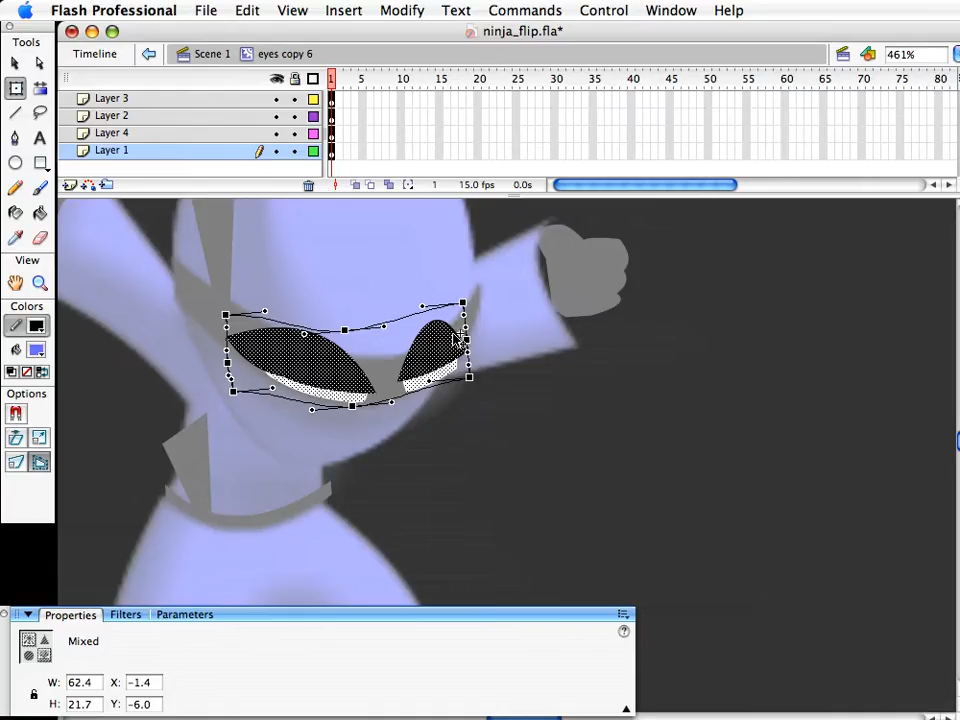 Flash Professional File Edit View Insert Modify Text Commands Control Window Help
Tools
ninja_flip.fla*
Timeline Scene 1 eyes copy 6 461%
1 5 10 15 20 25 30 35 40 45 50 55 60 65 70 75 80
Layer 3
Layer 2
Layer 4
Layer 1
1 15.0 fps 0.0s
A
View
Colors
Options
Properties Filters Parameters
Mixed
?
W: 62.4 X: -1.4
H: 21.7 Y: -6.0